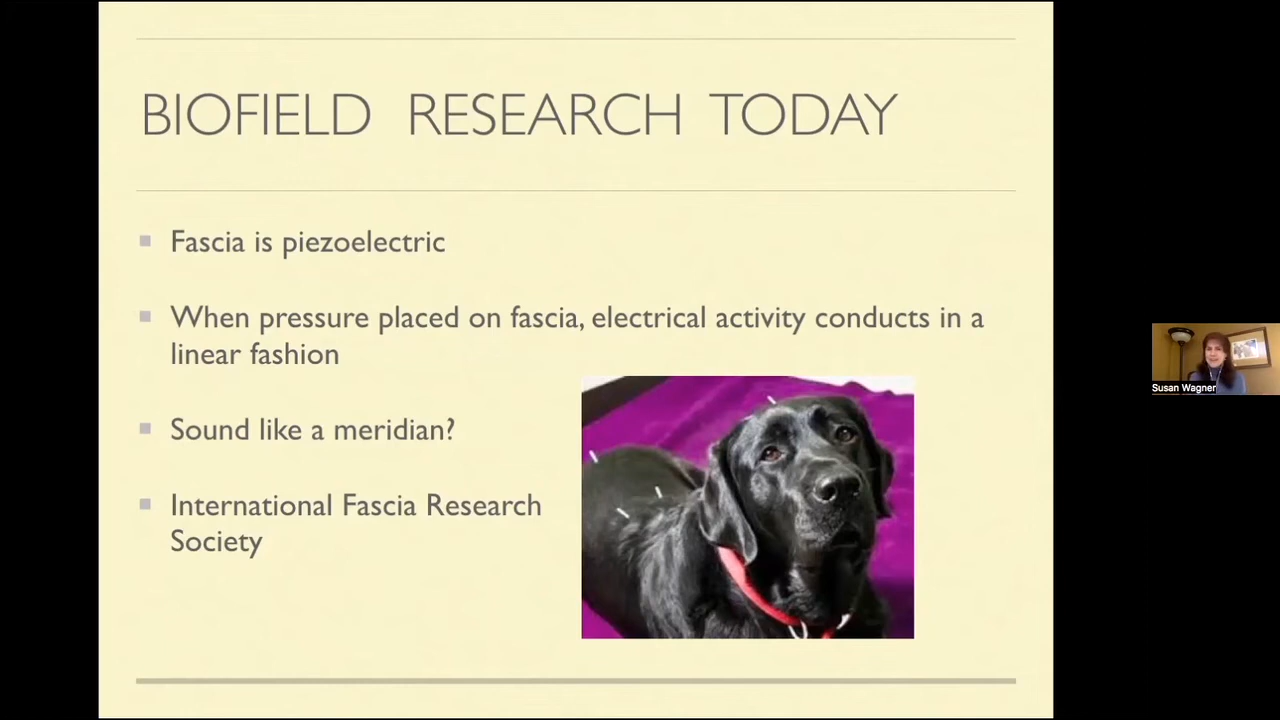 BIOFIELD RESEARCH TODAY
Fascia is piezoelectric
When pressure placed on fascia, electrical activity conducts in a
linear fashion
Sound like a meridian?
International Fascia Research
Society
Susan Wagner